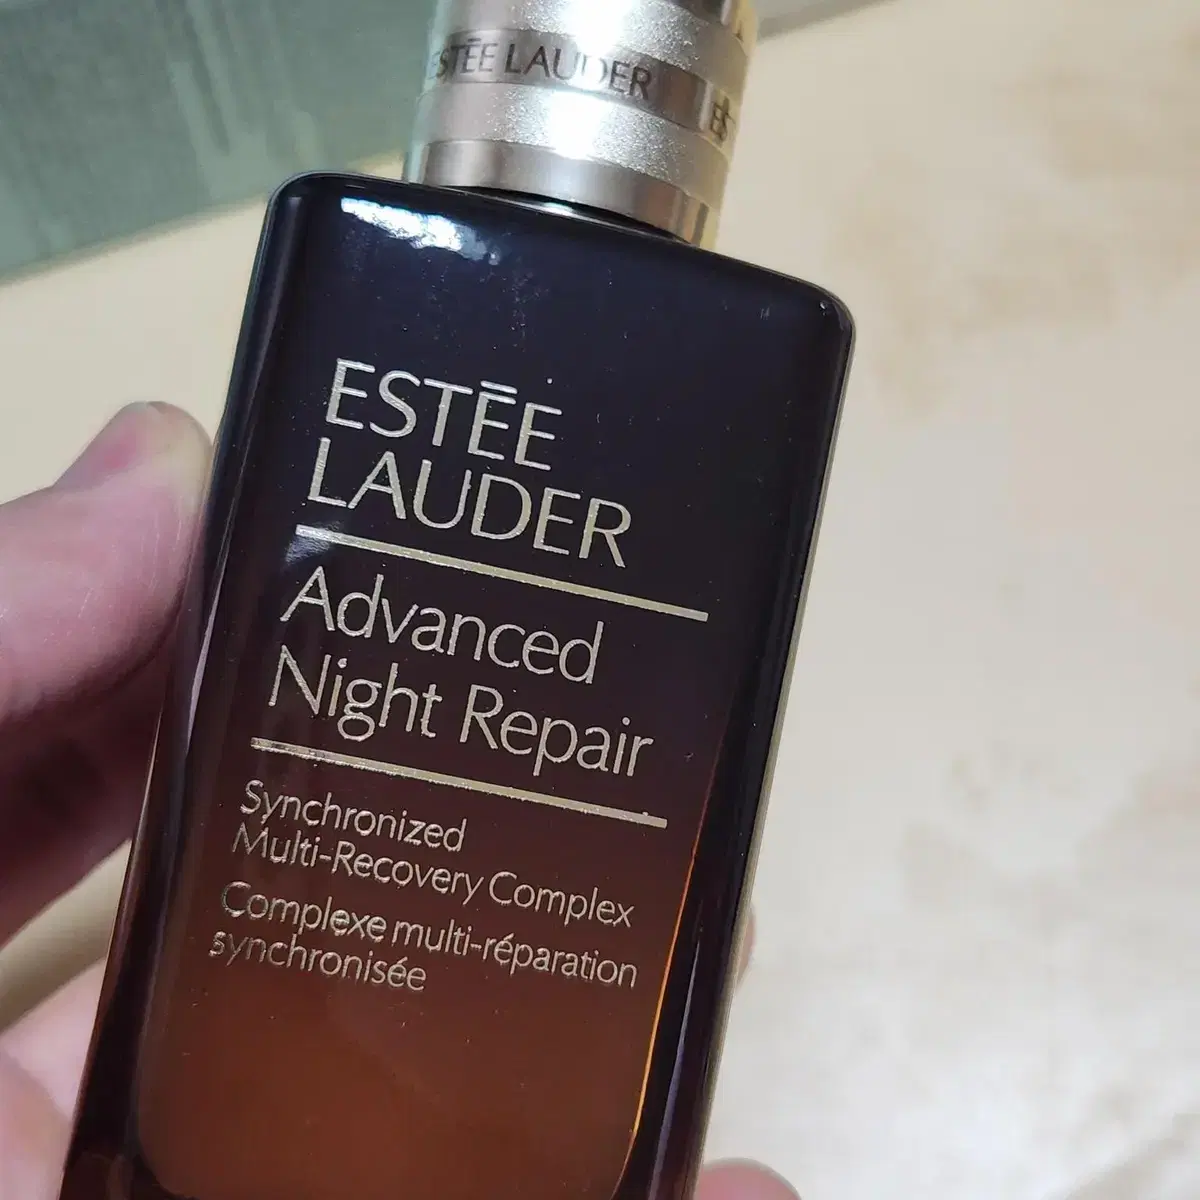 ESTĒE LAUDER
ESTĒE
LAUDER
Advanced
Night Repair
Synchronized
Multi-Recovery Complex
Complexe multi-réparation
synchronisée